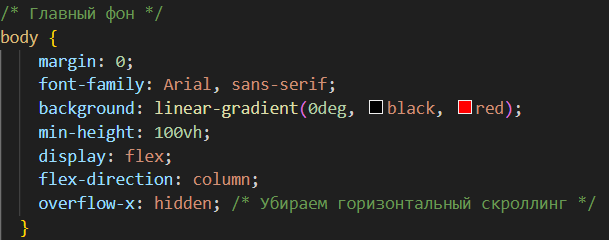 /* Главный фон */
body {
margin: 0;
font-family: Arial, sans-serif;
background: linear-gradient(0deg, black, red);
min-height: 100vh;
display: flex;
flex-direction: column;
overflow-x: hidden; /* Убираем горизонтальный скроллинг */
}